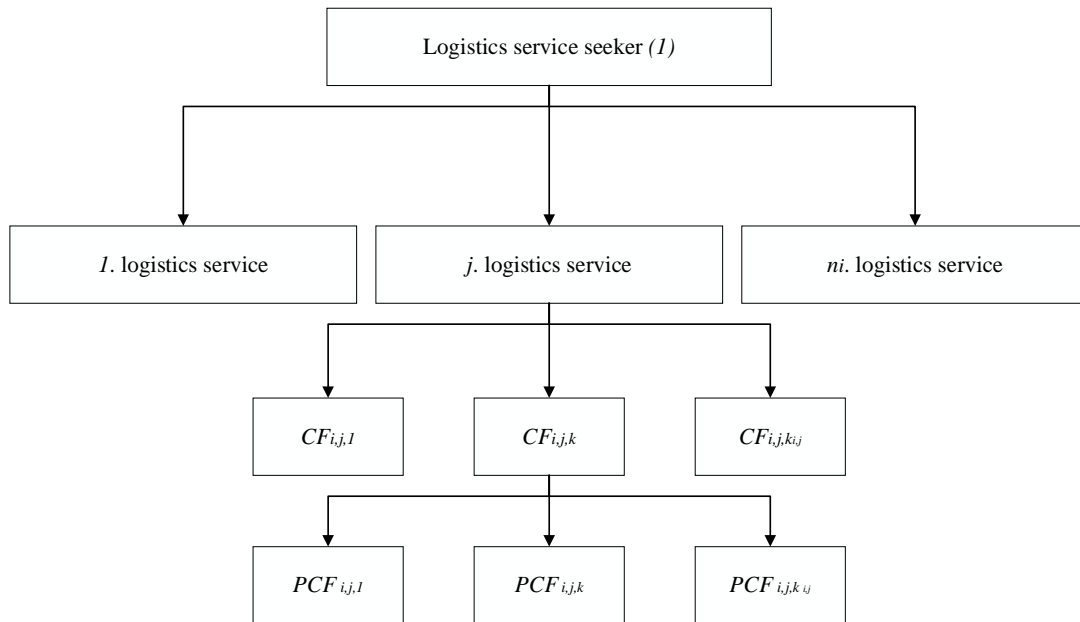 Logistics service seeker (1)
1. logistics service
j. logistics service
ni. logistics service
CFi,j,1
CFi,j,k
CFi,j,ki,j
PCF i,j,1
PCF i,j,k
PCF i,j,k i,j